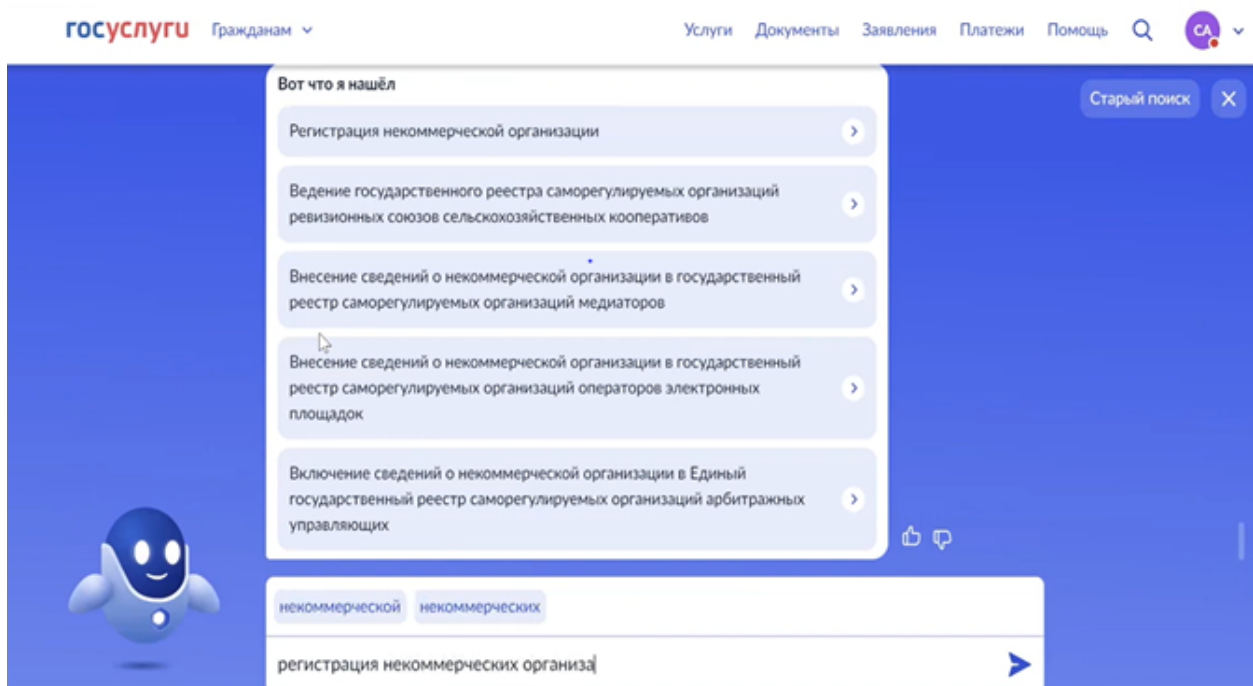 госуслуги Гражданам Услуги Документы Заявления Платежи Помощь СА
Вот что я нашёл
Старый поиск
Регистрация некоммерческой организации
Ведение государственного реестра саморегулируемых организаций
ревизионных союзов сельскохозяйственных кооперативов
Внесение сведений о некоммерческой организации в государственный
реестр саморегулируемых организаций медиаторов
Внесение сведений о некоммерческой организации в государственный
реестр саморегулируемых организаций операторов электронных
площадок
Включение сведений о некоммерческой организации в Единый
государственный реестр саморегулируемых организаций арбитражных
управляющих
некоммерческой некоммерческих
регистрация некоммерческих организа